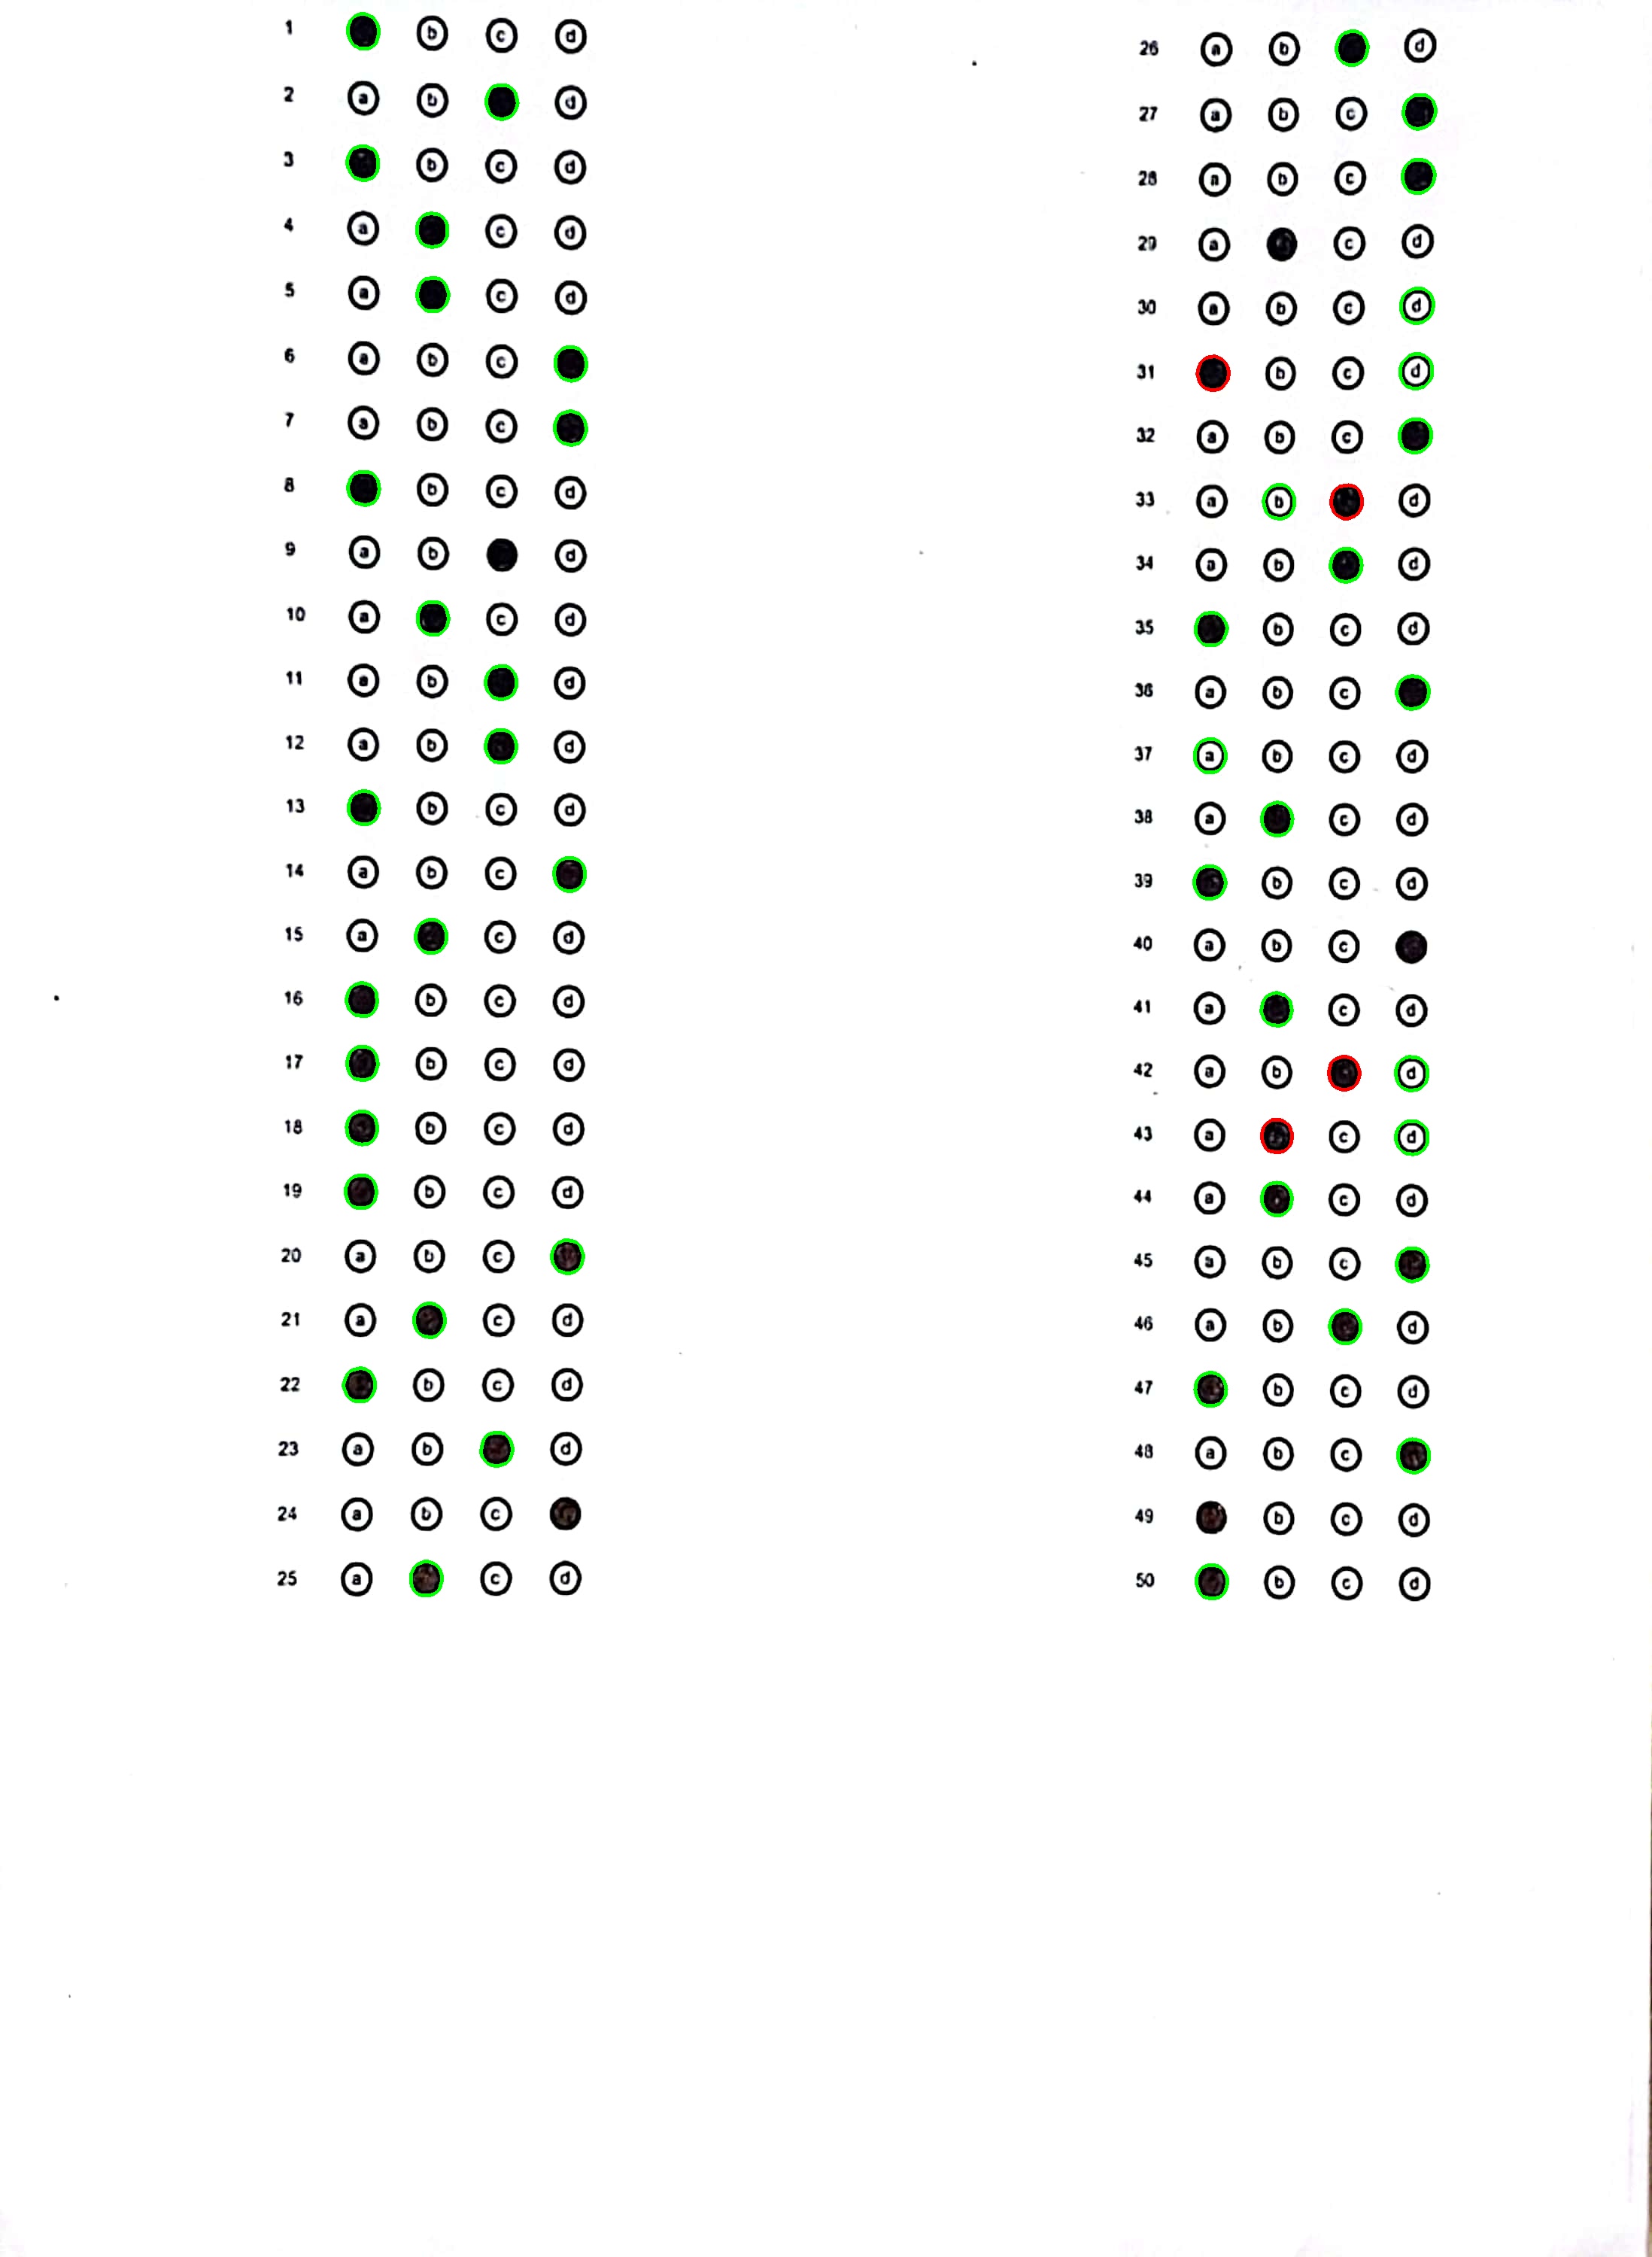 1 b c d
2 a b d
3 b c d
4 a c d
5 a c d
6 a b c
7 a b c
8 b c d
9 a b d
10 a c d
11 a b d
12 a b d
13 b c d
14 a b c
15 a c d
16 b c d
17 b c d
18 b c d
19 b c d
20 a b c
21 a c d
22 b c d
23 a b d
24 a b c
25 a c d
26 a b d
27 a b c
28 a b c
29 a c d
30 a b c d
31 b c d
32 a b c
33 a b d
34 a b d
35 b c d
36 a b c
37 a b c d
38 a c d
39 b c d
40 a b c
41 a c d
42 a b d
43 a c d
44 a c d
45 a b c
46 a b d
47 b c d
48 a b c
49 b c d
50 b c d